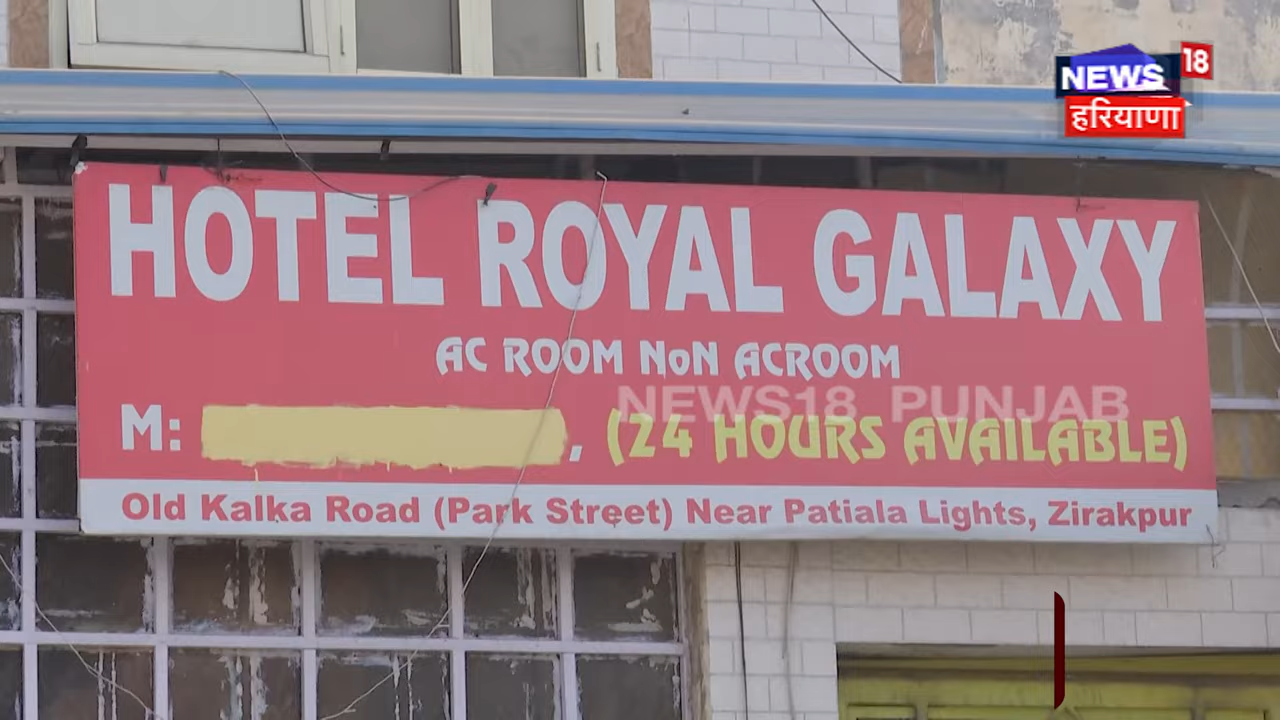 NEWS 18
हरियाणा
HOTEL ROYAL GALAXY
AC ROOM NoN ACROOM
NEWS18 PUNJAB
M: , (24 HOURS AVAILABLE)
Old Kalka Road (Park Street) Near Patiala Lights, Zirakpur